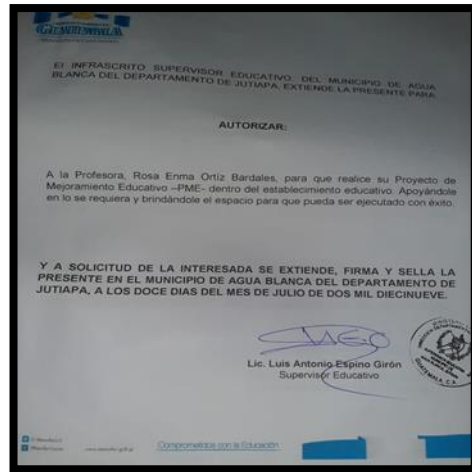 GUATEMALA
El INFRASCRITO SUPERVISOR EDUCATIVO DEL MUNICIPIO DE AGUA
BLANCA DEL DEPARTAMENTO DE JUTIAPA, EXTIENDE LA PRESENTE PARA
AUTORIZAR:
A la Profesora, Rosa Enma Ortíz Bardales, para que realice su Proyecto de
Mejoramiento Educativo –PME- dentro del establecimiento educativo. Apoyándole
en lo se requiera y brindándole el espacio para que pueda ser ejecutado con éxito.
Y A SOLICITUD DE LA INTERESADA SE EXTIENDE, FIRMA Y SELLA LA
PRESENTE EN EL MUNICIPIO DE AGUA BLANCA DEL DEPARTAMENTO DE
JUTIAPA, A LOS DOCE DIAS DEL MES DE JULIO DE DOS MIL DIECINUEVE.
Lic. Luis Antonio Espino Girón
Supervisor Educativo
GUATEMALA, C.A.
Comprometidos con la Educación